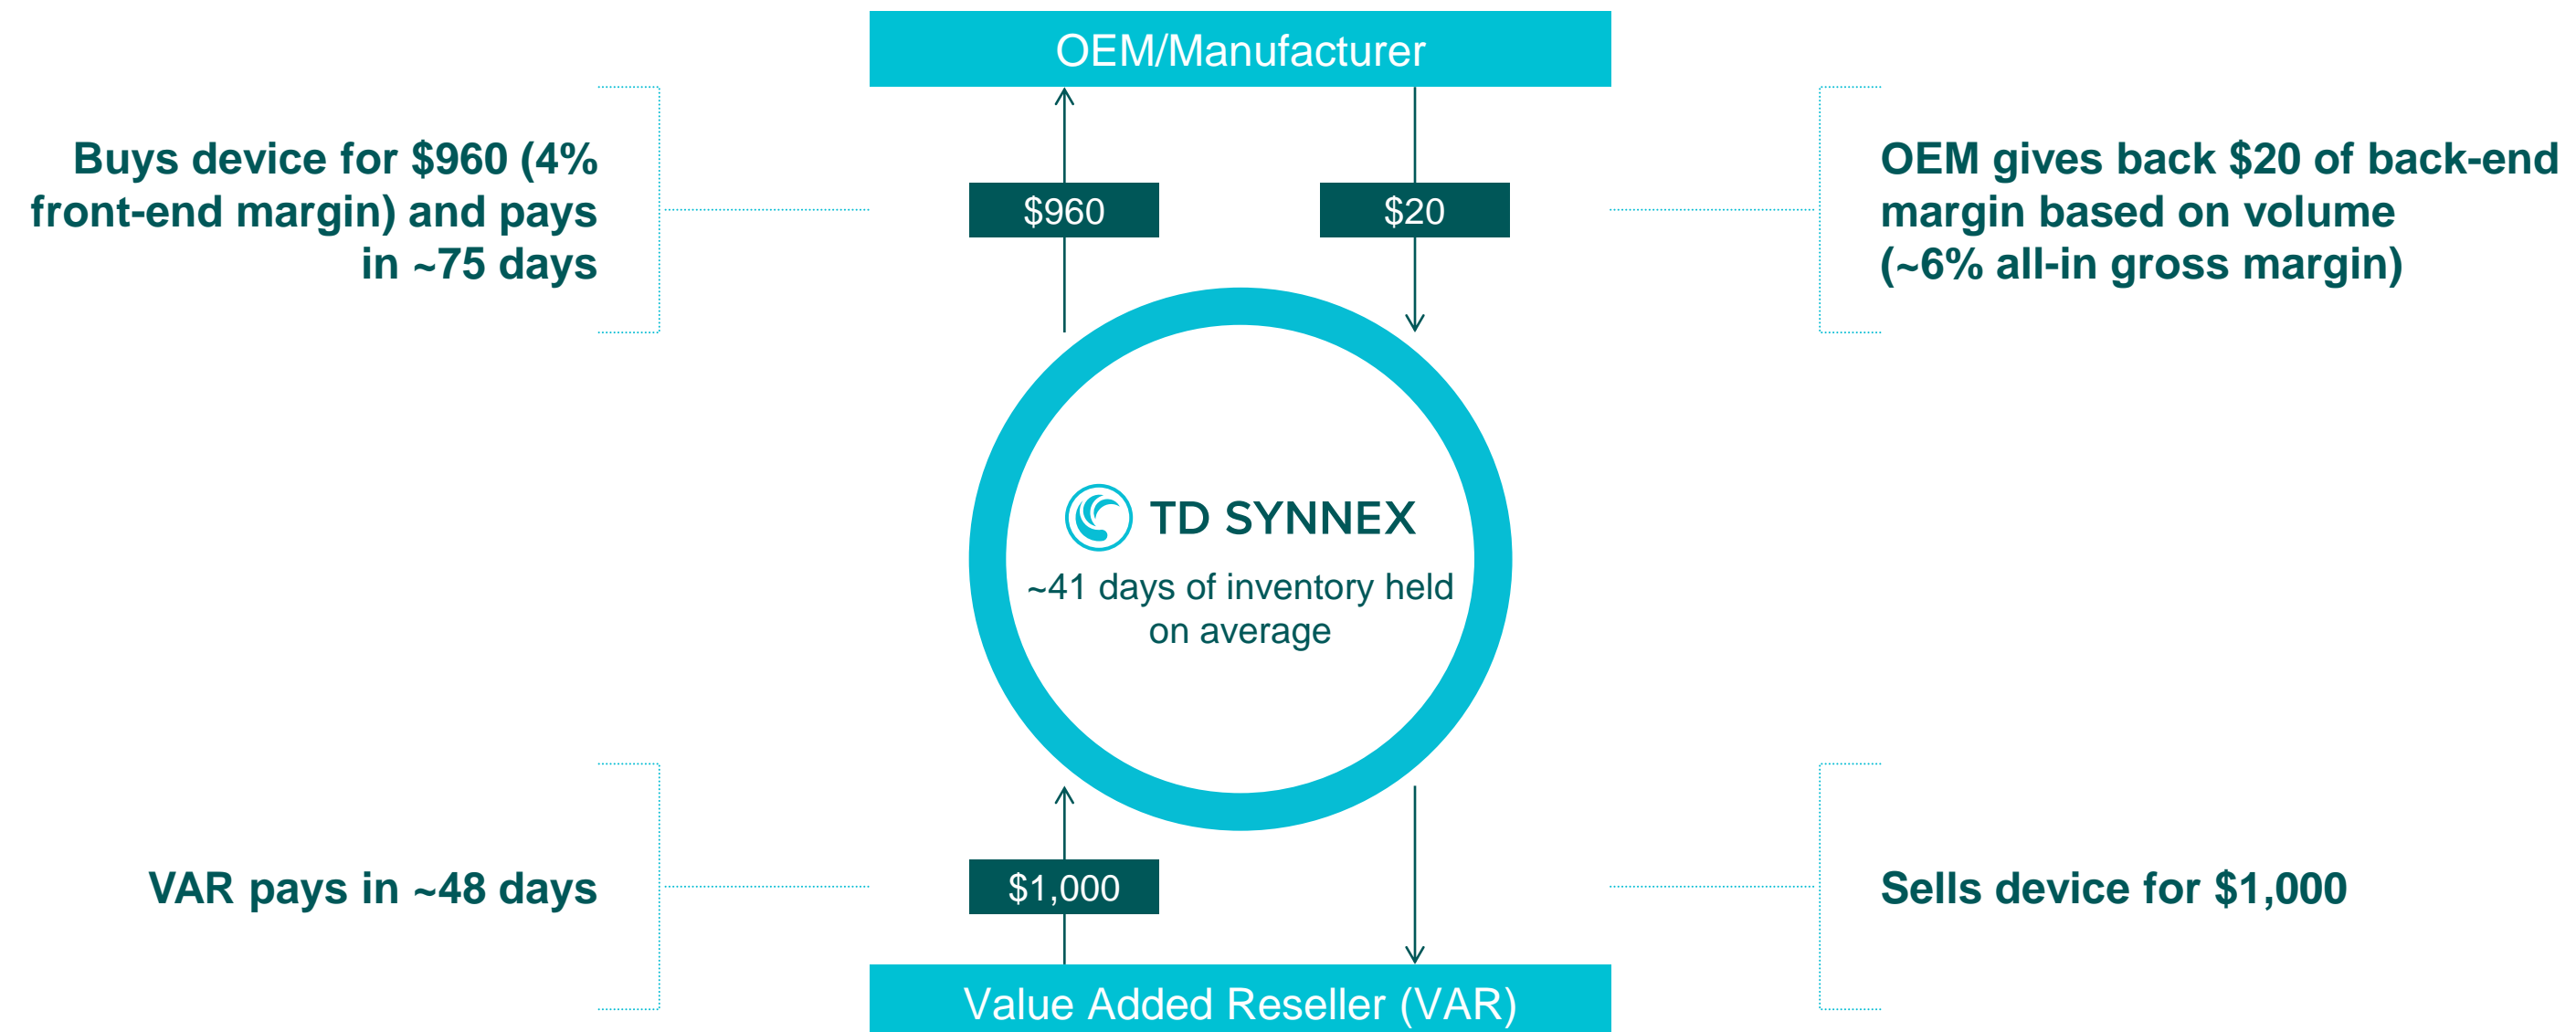 OEM/Manufacturer
Buys device for $960 (4%
front-end margin) and pays
in ~75 days
$960
$20
OEM gives back $20 of back-end
margin based on volume
(~6% all-in gross margin)
TD SYNNEX
~41 days of inventory held
on average
VAR pays in ~48 days
$1,000
Sells device for $1,000
Value Added Reseller (VAR)